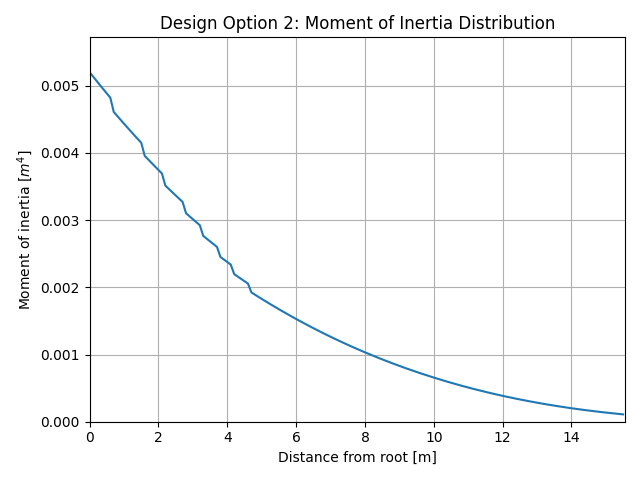 Design Option 2: Moment of Inertia Distribution
Moment of inertia [$m^4$]
0.005
0.004
0.003
0.002
0.001
0.000
0 2 4 6 8 10 12 14
Distance from root [m]